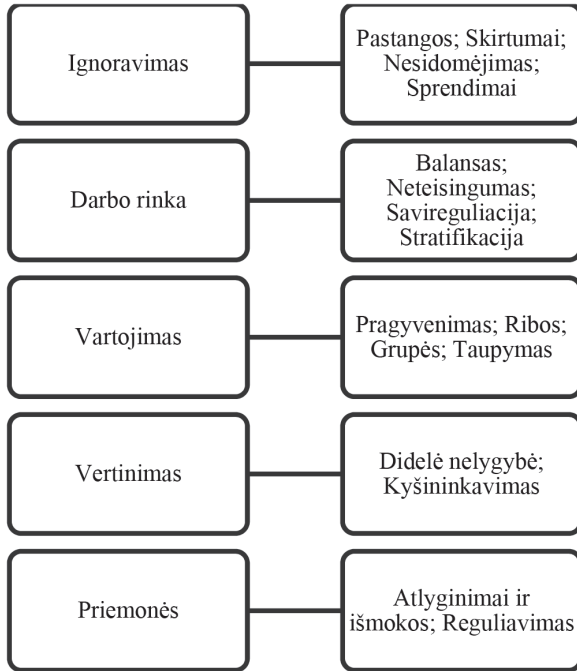 Ignoravimas
Pastangos; Skirtumai;
Nesidomėjimas;
Sprendimai
Darbo rinka
Balansas;
Neteisingumas;
Savireguliacija;
Stratifikacija
Vartojimas
Pragyvenimas; Ribos;
Grupės; Taupymas
Vertinimas
Didelė nelygybė;
Kyšininkavimas
Priemonės
Atlyginimai ir
išmokos; Reguliavimas